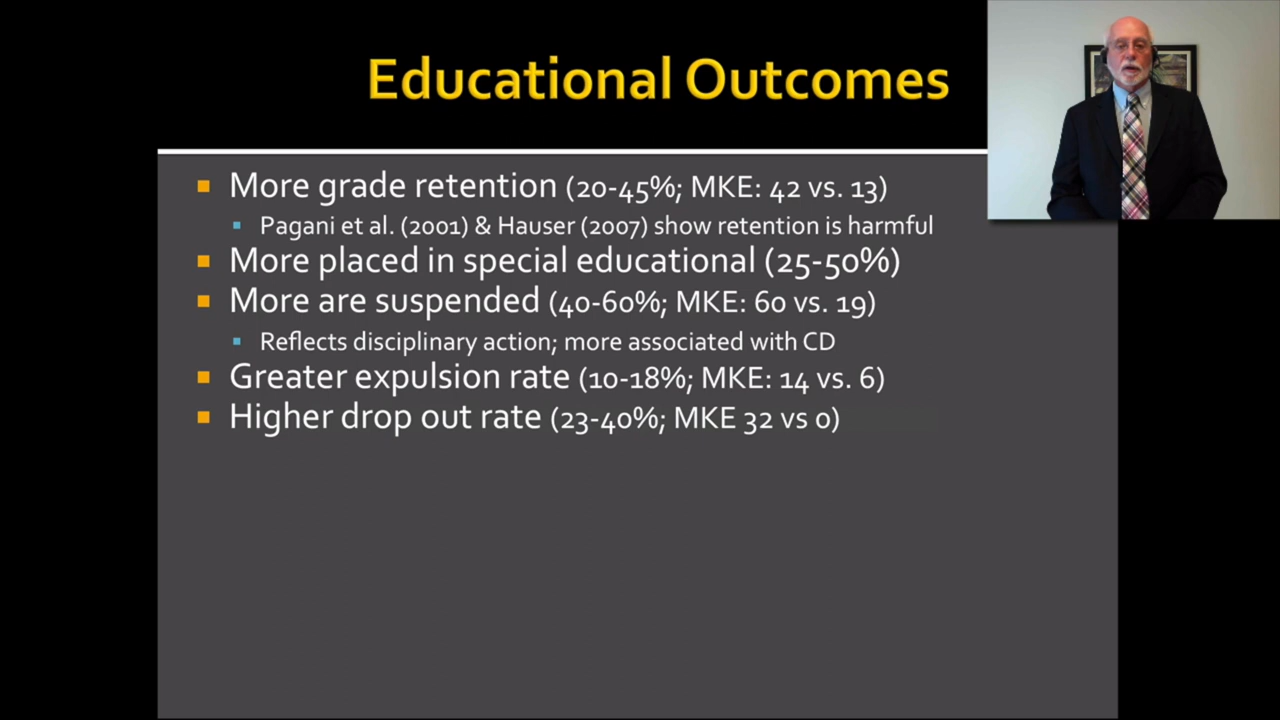 Educational Outcomes
More grade retention (20-45%; MKE: 42 vs. 13)
Pagani et al. (2001) & Hauser (2007) show retention is harmful
More placed in special educational (25-50%)
More are suspended (40-60%; MKE: 60 vs. 19)
Reflects disciplinary action; more associated with CD
Greater expulsion rate (10-18%; MKE: 14 vs. 6)
Higher drop out rate (23-40%; MKE 32 vs 0)